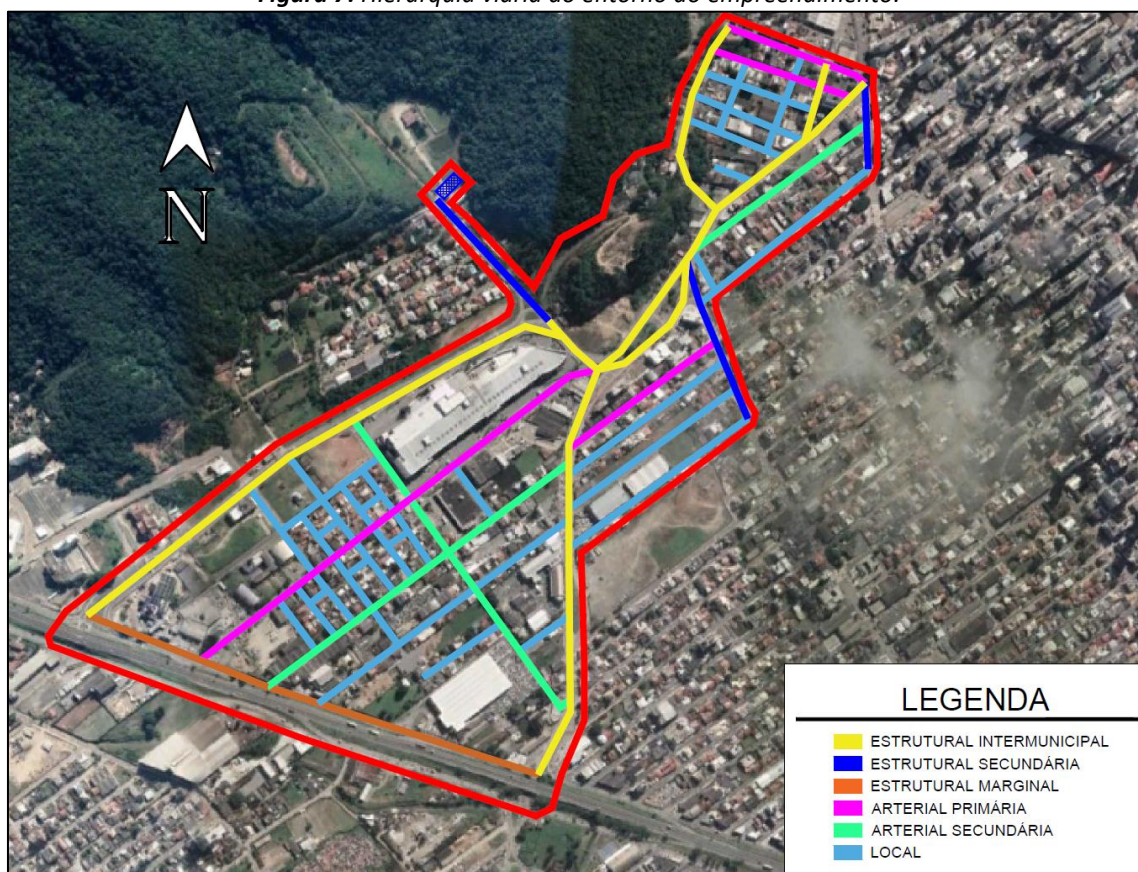 Figura 7. Hierarquia viária do entorno do empreendimento.
N
LEGENDA
ESTRUTURAL INTERMUNICIPAL
ESTRUTURAL SECUNDÁRIA
ESTRUTURAL MARGINAL
ARTERIAL PRIMÁRIA
ARTERIAL SECUNDÁRIA
LOCAL